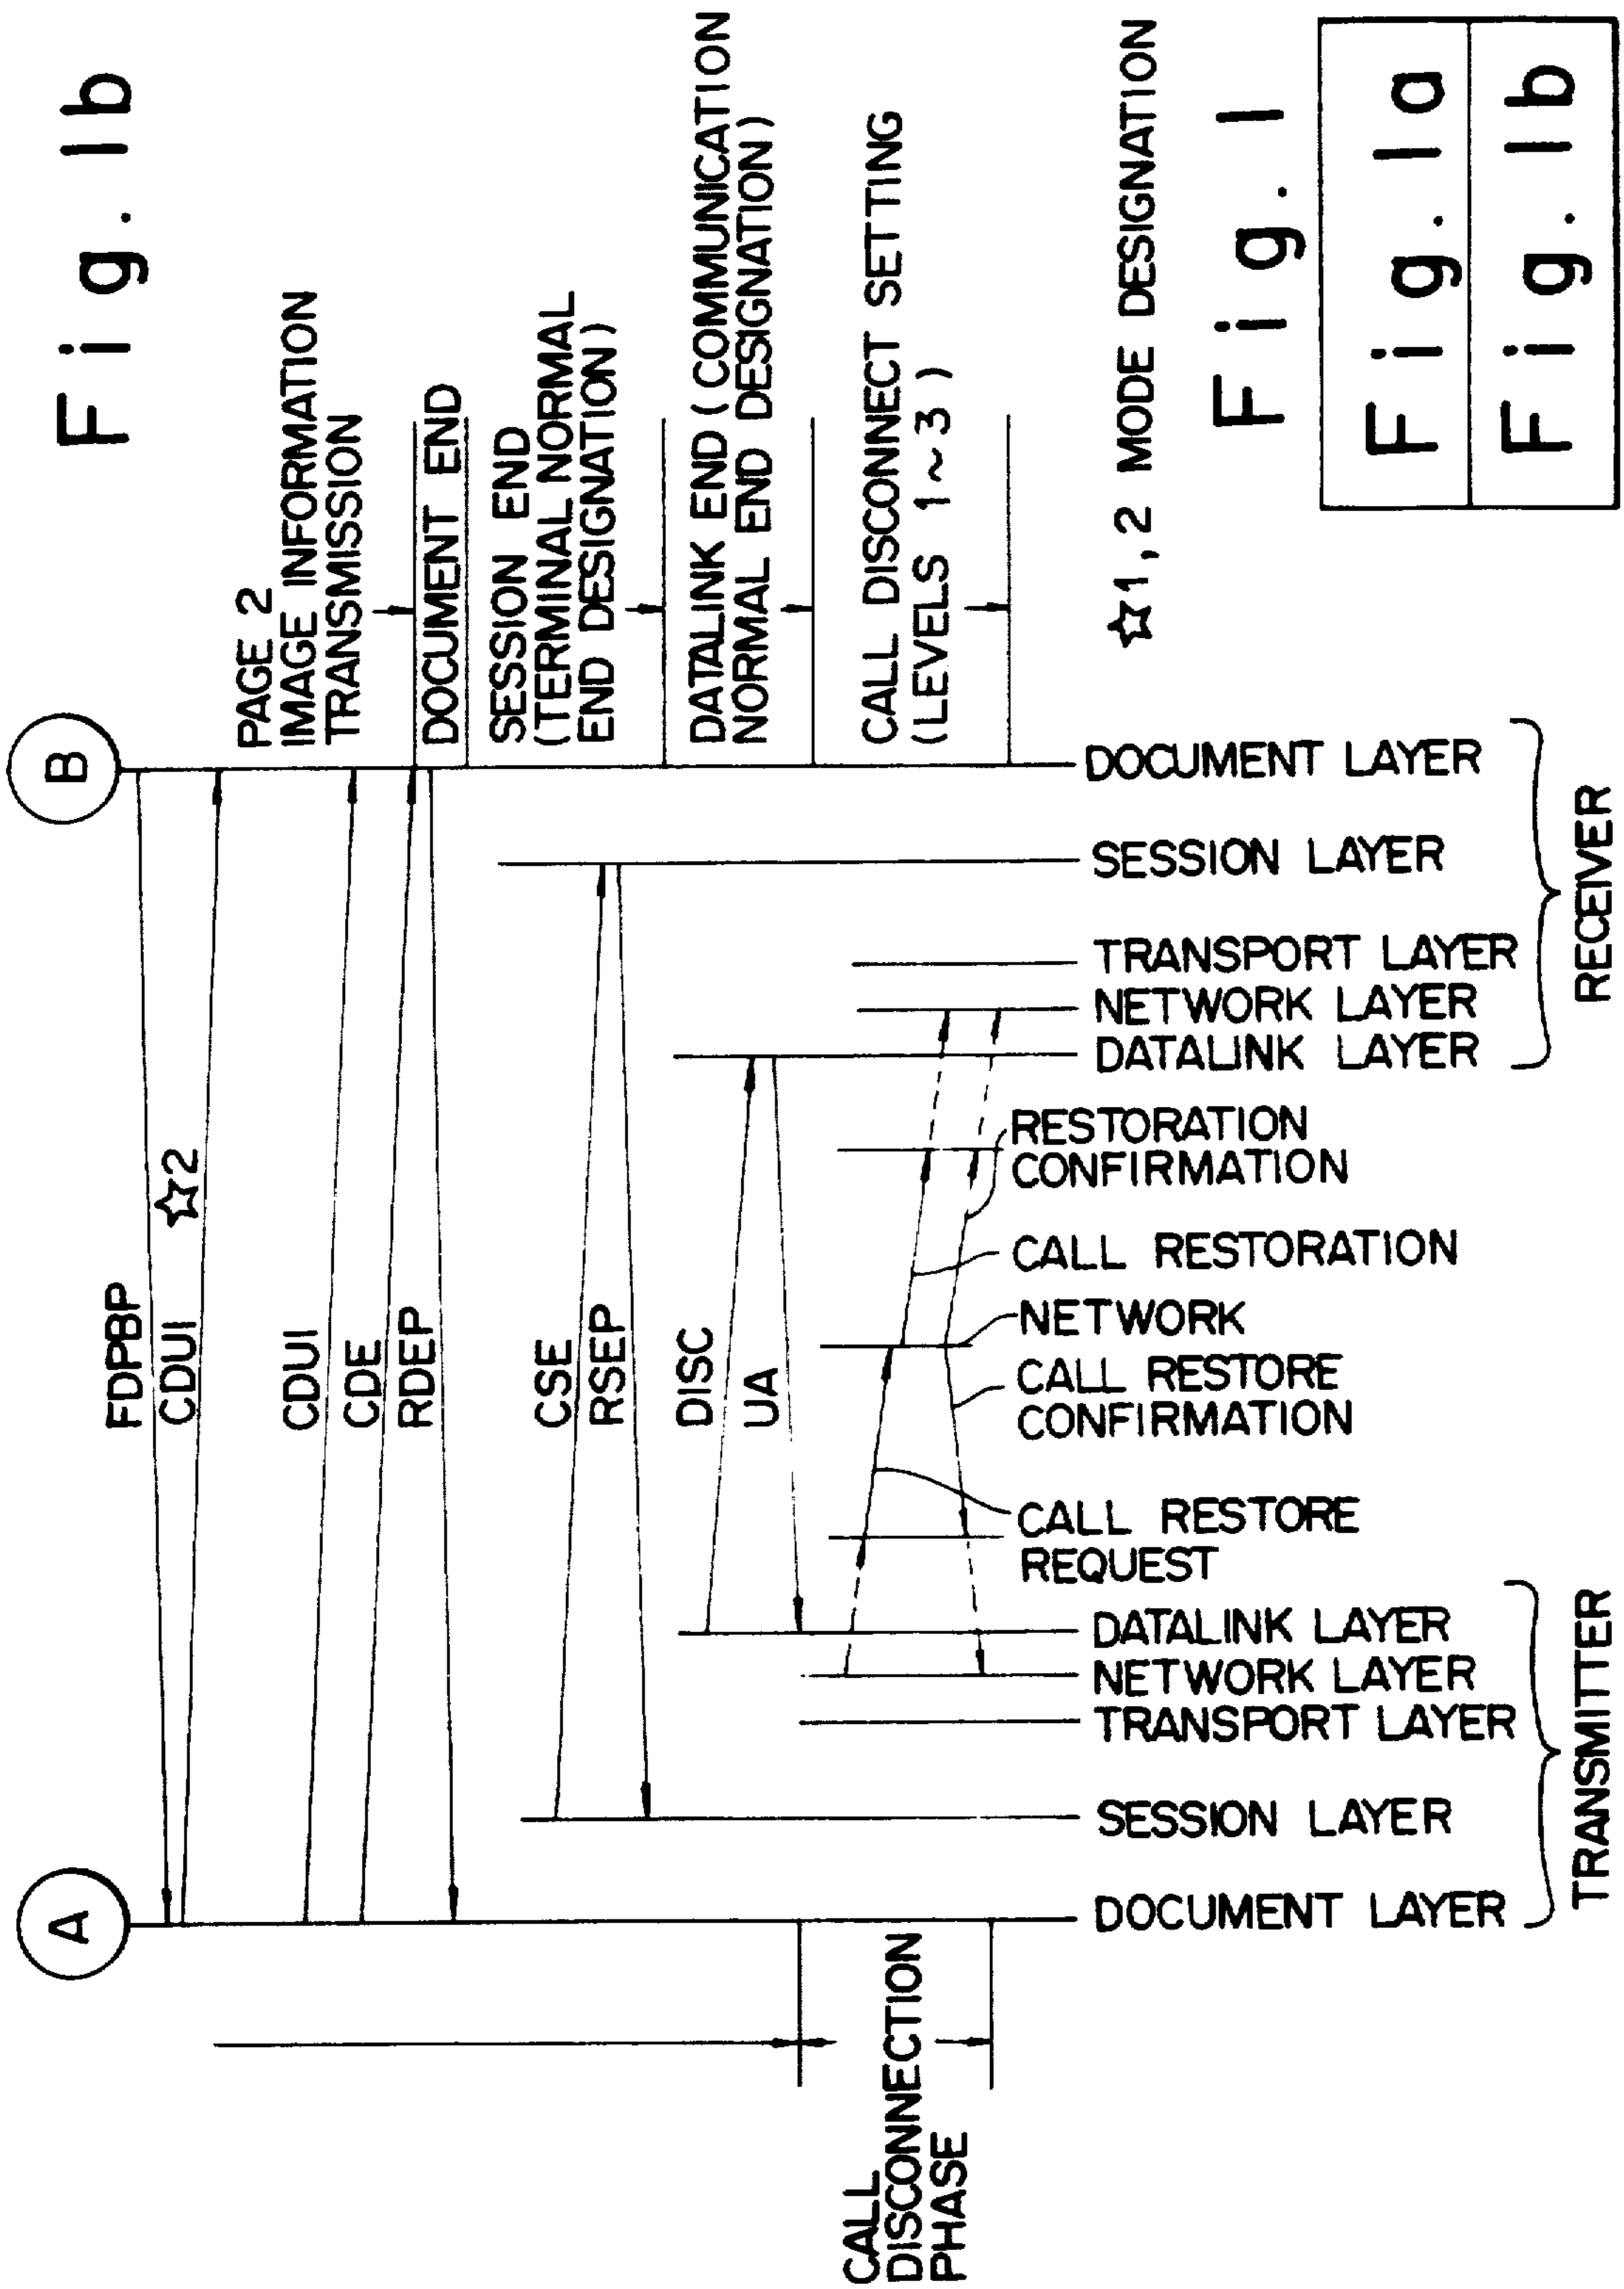 Fig. 1b
A
B
FDPBP
CDUI ☆2
PAGE 2
IMAGE INFORMATION
TRANSMISSION
CDUI
CDE
RDEP
DOCUMENT END
CSE
RSEP
SESSION END
(TERMINAL NORMAL
END DESIGNATION)
DISC
UA
DATALINK END (COMMUNICATION
NORMAL END DESIGNATION)
CALL
DISCONNECTION
PHASE
CALL DISCONNECT SETTING
(LEVELS 1~3)
CALL RESTORE
REQUEST
CALL RESTORE
CONFIRMATION
NETWORK
CALL RESTORATION
RESTORATION
CONFIRMATION
DOCUMENT LAYER
SESSION LAYER
TRANSPORT LAYER
NETWORK LAYER
DATALINK LAYER
TRANSMITTER
DATALINK LAYER
NETWORK LAYER
TRANSPORT LAYER
SESSION LAYER
DOCUMENT LAYER
RECEIVER
☆1,2 MODE DESIGNATION
Fig. 1
Fig. 1a
Fig. 1b